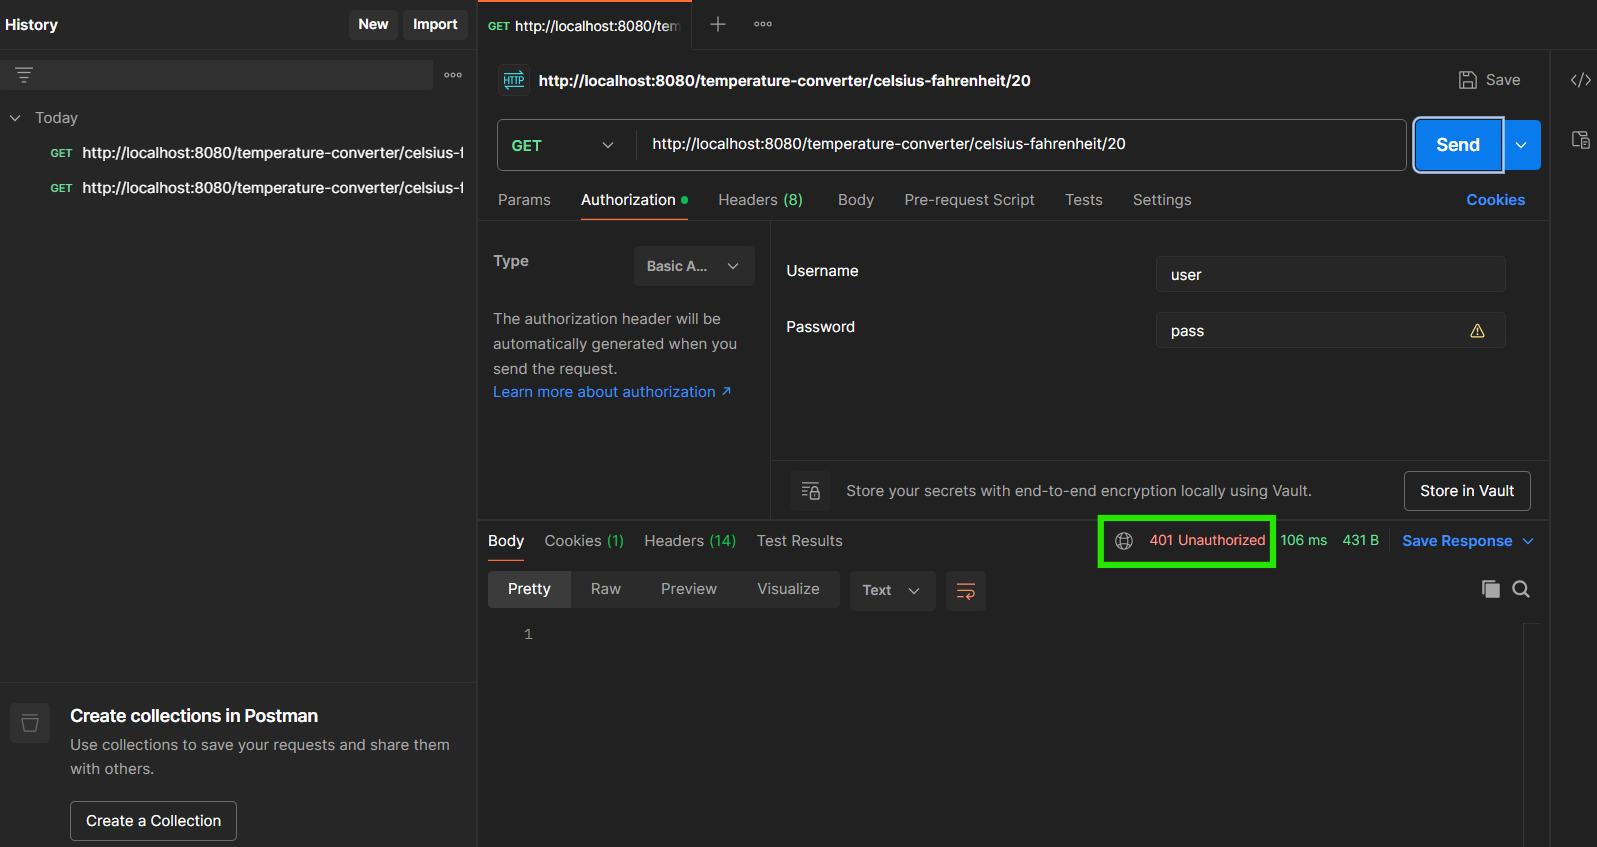 History
New
Import
GET http://localhost:8080/tem
HTTP
http://localhost:8080/temperature-converter/celsius-fahrenheit/20
Save
Today
GET http://localhost:8080/temperature-converter/celsius-f
GET http://localhost:8080/temperature-converter/celsius-f
GET
http://localhost:8080/temperature-converter/celsius-fahrenheit/20
Send
Params
Authorization
Headers (8)
Body
Pre-request Script
Tests
Settings
Cookies
Type
Basic A...
The authorization header will be
automatically generated when you
send the request.
Learn more about authorization ↗
Username
user
Password
pass
Store your secrets with end-to-end encryption locally using Vault.
Store in Vault
Body
Cookies (1)
Headers (14)
Test Results
401 Unauthorized
106 ms
431 B
Save Response
Pretty
Raw
Preview
Visualize
Text
1
Create collections in Postman
Use collections to save your requests and share them
with others.
Create a Collection